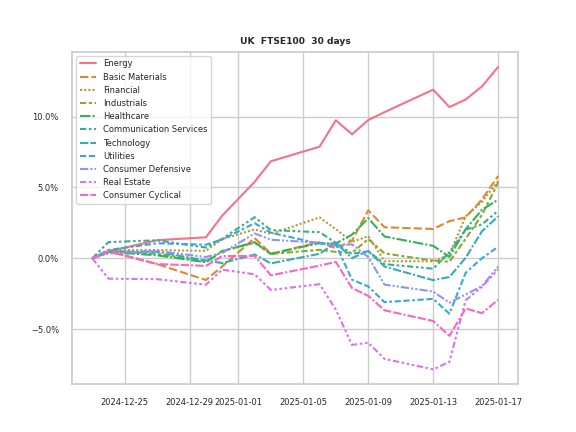 UK FTSE100 30 days
Energy
Basic Materials
Financial
Industrials
Healthcare
Communication Services
Technology
Utilities
Consumer Defensive
Real Estate
Consumer Cyclical
10.0%
5.0%
0.0%
−5.0%
2024-12-25 2024-12-29 2025-01-01 2025-01-05 2025-01-09 2025-01-13 2025-01-17